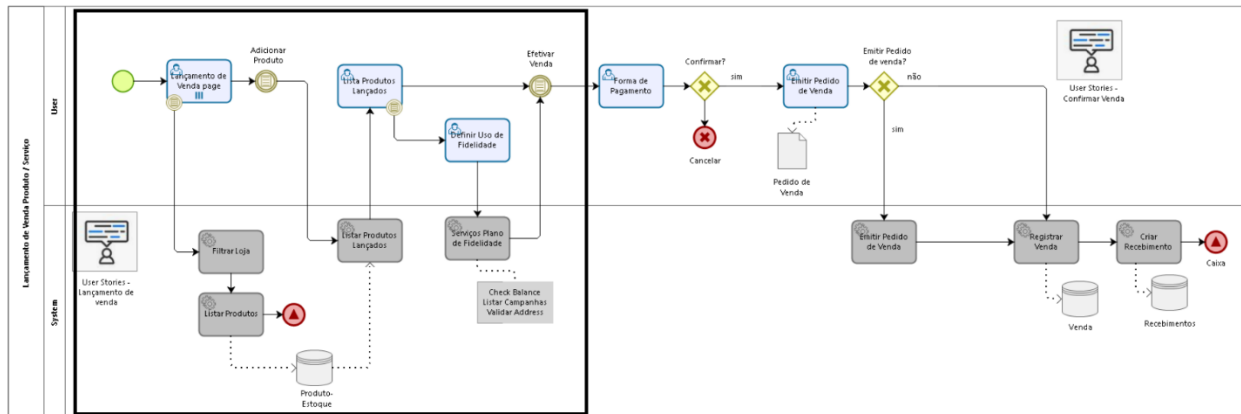 Lançamento de Venda Produto / Serviço
User
Lançamento de
Venda page
Adicionar
Produto
Lista Produtos
Lançados
Efetivar
Venda
Definir Uso de
Fidelidade
Forma de
Pagamento
Confirmar?
sim
Cancelar
Emitir Pedido
de Venda
Pedido de
Venda
Emitir Pedido
de venda?
não
sim
User Stories -
Confirmar Venda
System
User Stories -
Lançamento de
venda
Filtrar Loja
Listar Produtos
Produto-
Estoque
Listar Produtos
Lançados
Serviços Plano
de Fidelidade
Check Balance
Listar Campanhas
Validar Address
Emitir Pedido
de Venda
Registrar
Venda
Venda
Criar
Recebimento
Recebimentos
Caixa